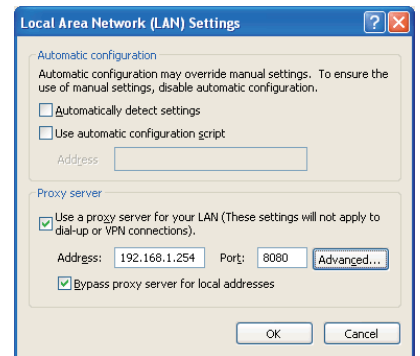 Local Area Network (LAN) Settings
Automatic configuration
Automatic configuration may override manual settings. To ensure the
use of manual settings, disable automatic configuration.
Automatically detect settings
Use automatic configuration script
Address
Proxy server
Use a proxy server for your LAN (These settings will not apply to
dial-up or VPN connections).
Address: 192.168.1.254 Port: 8080 Advanced...
Bypass proxy server for local addresses
OK Cancel